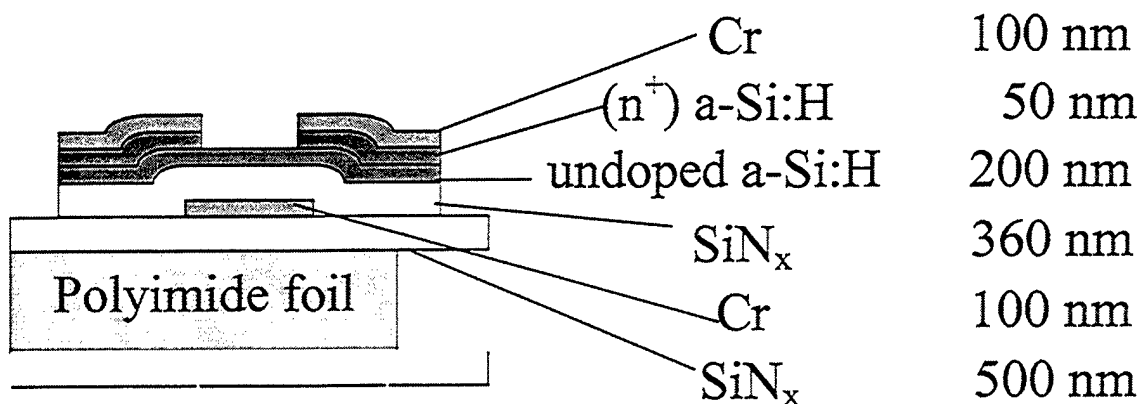 Cr 100 nm
(n⁺) a-Si:H 50 nm
undoped a-Si:H 200 nm
SiNₓ 360 nm
Polyimide foil
Cr 100 nm
SiNₓ 500 nm